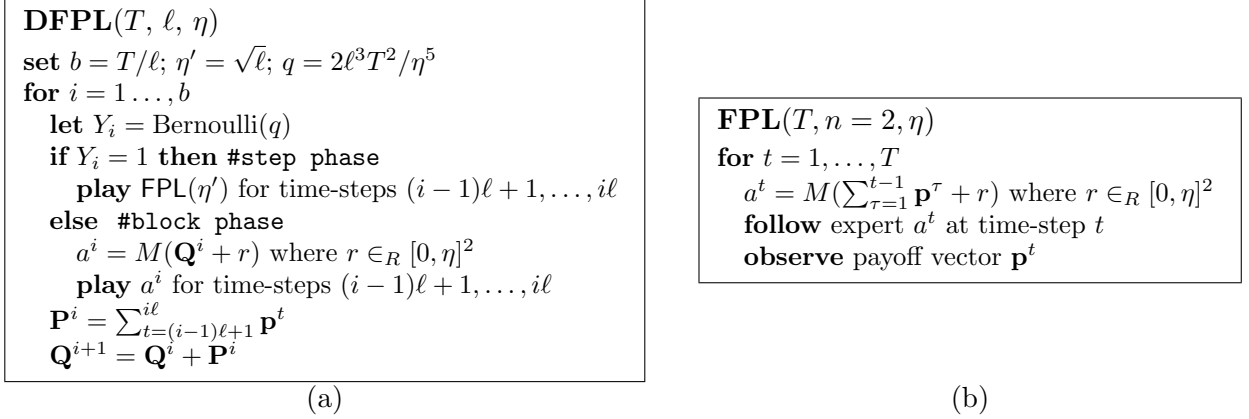 DFPL(T, ℓ, η)
set b = T/ℓ; η′ = √ℓ; q = 2ℓ³T²/η⁵
for i = 1 . . . , b
let Yᵢ = Bernoulli(q)
if Yᵢ = 1 then #step phase
play FPL(η′) for time-steps (i − 1)ℓ + 1, . . . , iℓ
else #block phase
aⁱ = M(Qⁱ + r) where r ∈_R [0, η]²
play aⁱ for time-steps (i − 1)ℓ + 1, . . . , iℓ
Pⁱ = ∑_{t=(i−1)ℓ+1}^{iℓ} pᵗ
Qⁱ⁺¹ = Qⁱ + Pⁱ
(a)
FPL(T, n = 2, η)
for t = 1, . . . , T
aᵗ = M(∑_{τ=1}^{t−1} p^τ + r) where r ∈_R [0, η]²
follow expert aᵗ at time-step t
observe payoff vector pᵗ
(b)